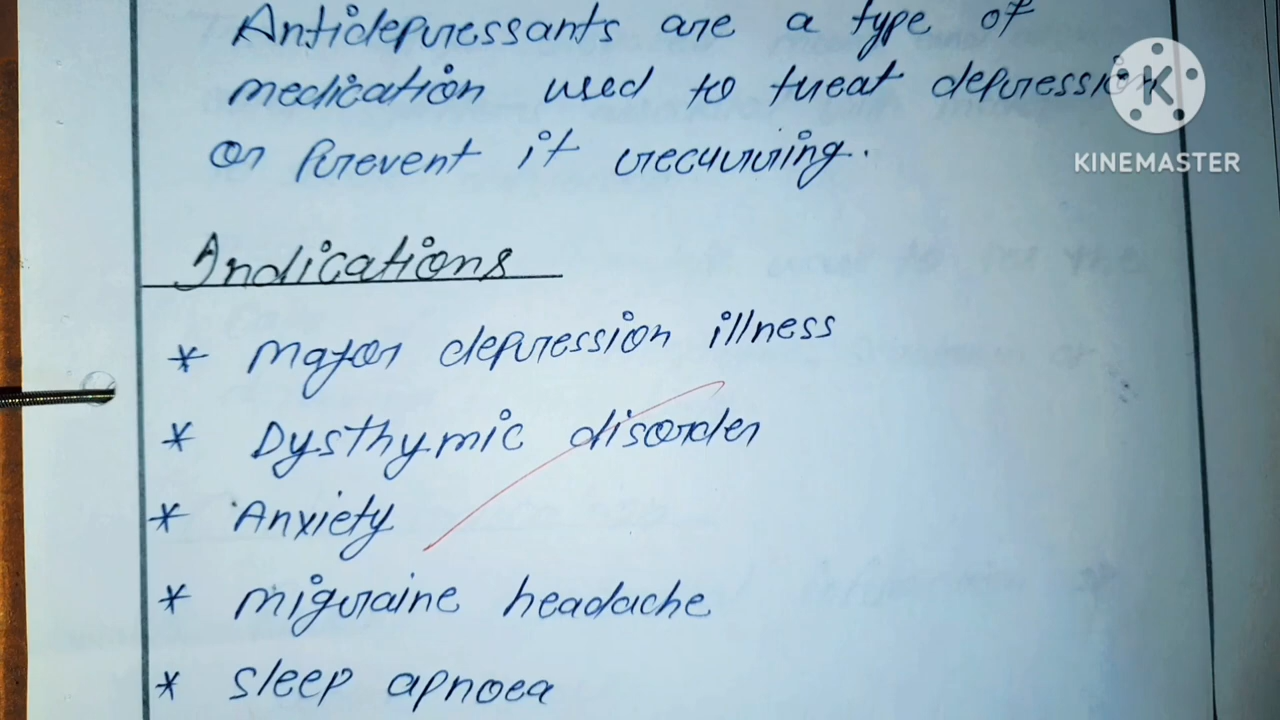 Antidepressants are a type of
medication used to treat depression
or Prevent it recurring.
Indications
* Major depression illness
* Dysthymic disorder
* Anxiety
* Migraine headache
* Sleep apnoea
KINEMASTER